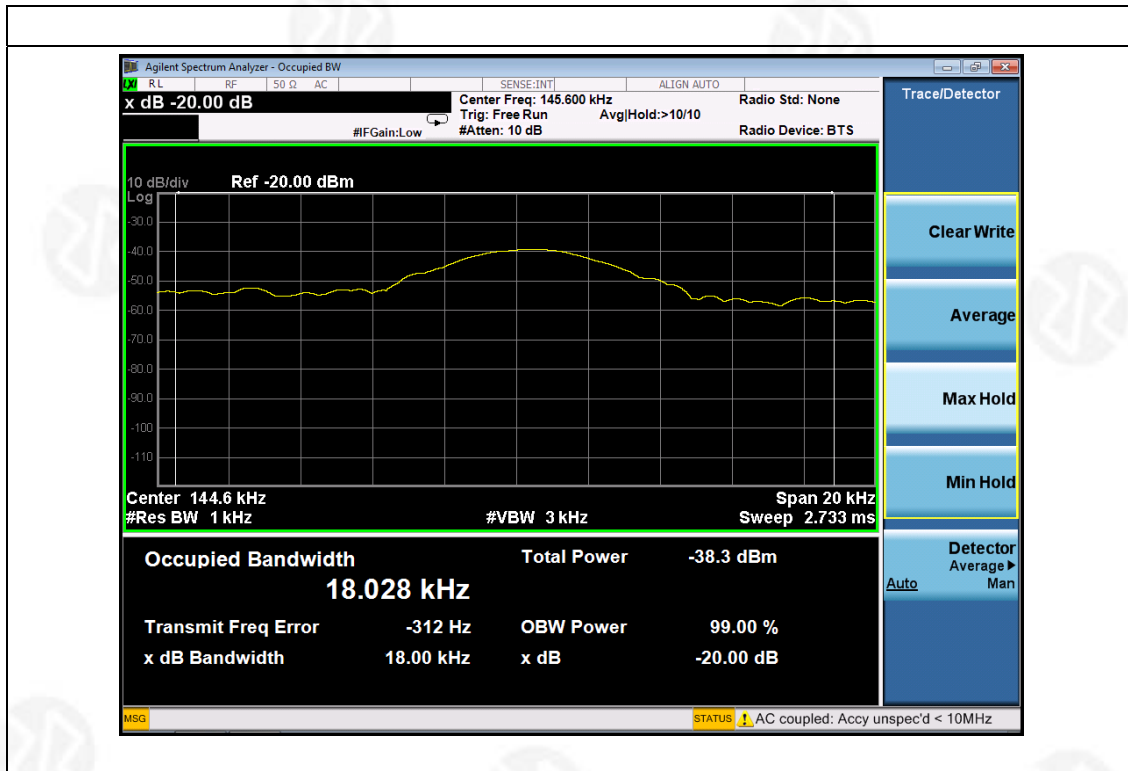 Agilent Spectrum Analyzer - Occupied BW
LXI RL RF 50 Ω AC SENSE:INT ALIGN AUTO
x dB -20.00 dB
Center Freq: 145.600 kHz Radio Std: None
Trig: Free Run Avg|Hold:>10/10
#IFGain:Low #Atten: 10 dB Radio Device: BTS
10 dB/div Ref -20.00 dBm
Log
-30.0
-40.0
-50.0
-60.0
-70.0
-80.0
-90.0
-100
-110
Center 144.6 kHz Span 20 kHz
#Res BW 1 kHz #VBW 3 kHz Sweep 2.733 ms
Occupied Bandwidth Total Power -38.3 dBm
18.028 kHz
Transmit Freq Error -312 Hz OBW Power 99.00 %
x dB Bandwidth 18.00 kHz x dB -20.00 dB
MSG STATUS AC coupled: Accy unspec'd < 10MHz
Trace/Detector
Clear Write
Average
Max Hold
Min Hold
Detector
Average
Auto Man